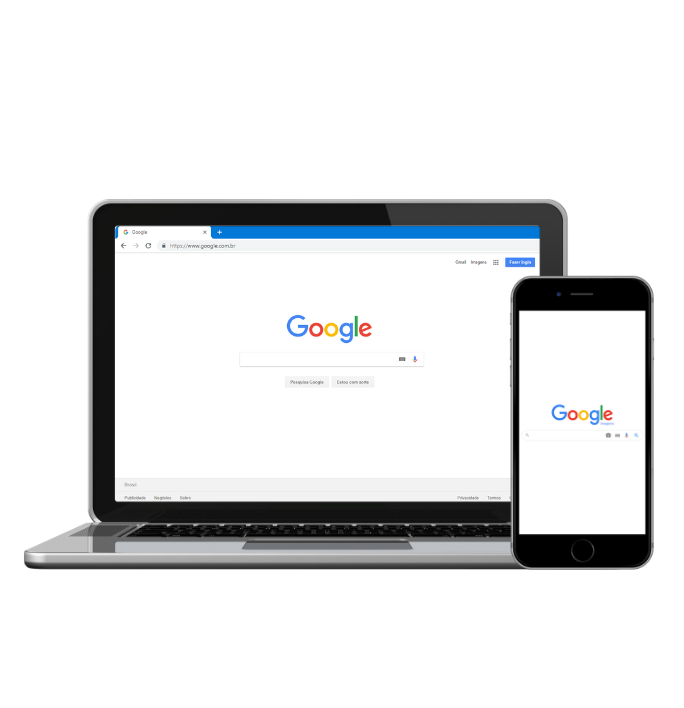 Google
https://www.google.com.br
Gmail Imagens
Fazer login
Google
Pesquisa Google Estou com sorte
Brasil
Publicidade Negócios Sobre
Privacidade Termos
Google
imagens